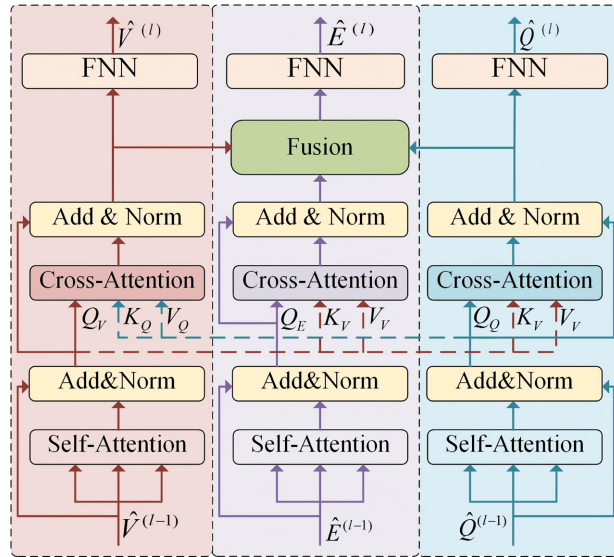 V̂ (l) Ê (l) Q̂ (l)
FNN FNN FNN
Fusion
Add & Norm Add & Norm Add & Norm
Cross-Attention Cross-Attention Cross-Attention
Q_V K_Q V_Q Q_E K_V V_V Q_Q K_V V_V
Add&Norm Add&Norm Add&Norm
Self-Attention Self-Attention Self-Attention
V̂ (l-1) Ê (l-1) Q̂ (l-1)